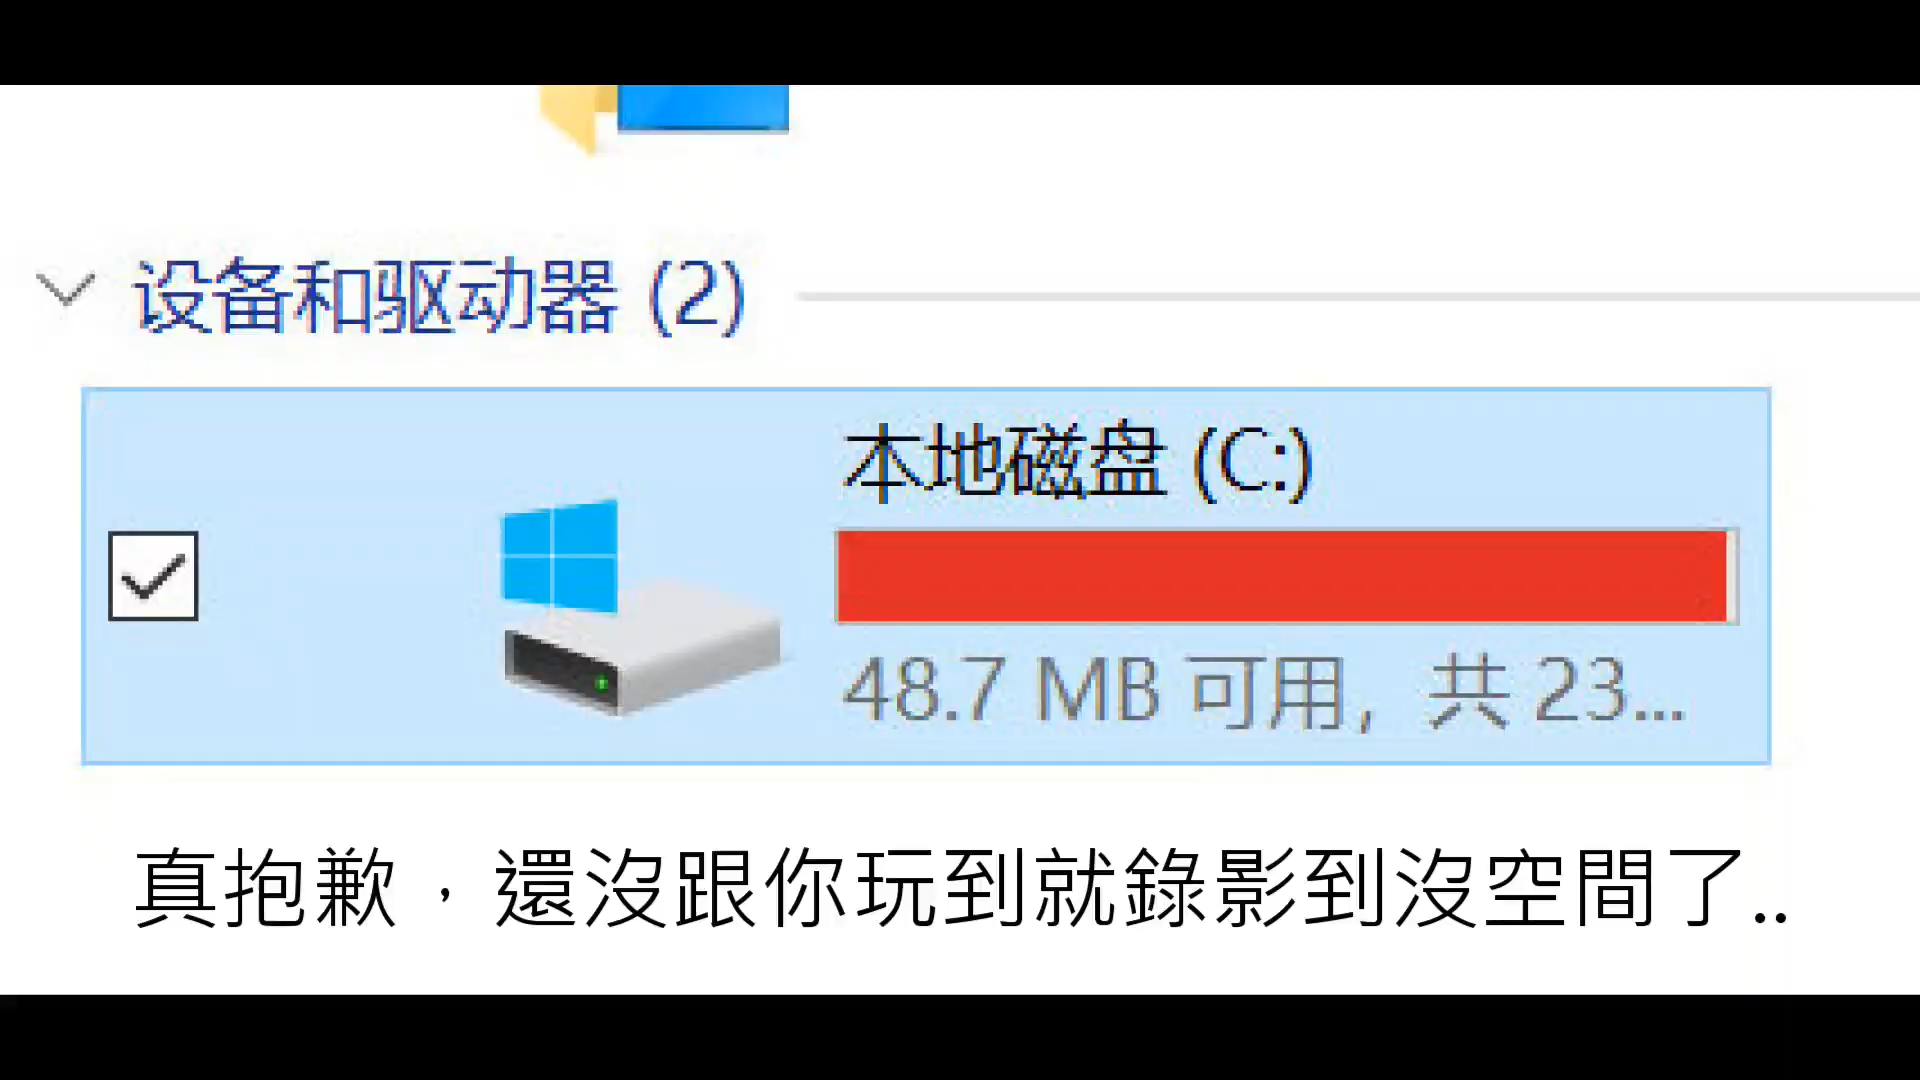 设备和驱动器 (2)
本地磁盘 (C:)
48.7 MB 可用, 共 23...
真抱歉，還沒跟你玩到就錄影到沒空間了..